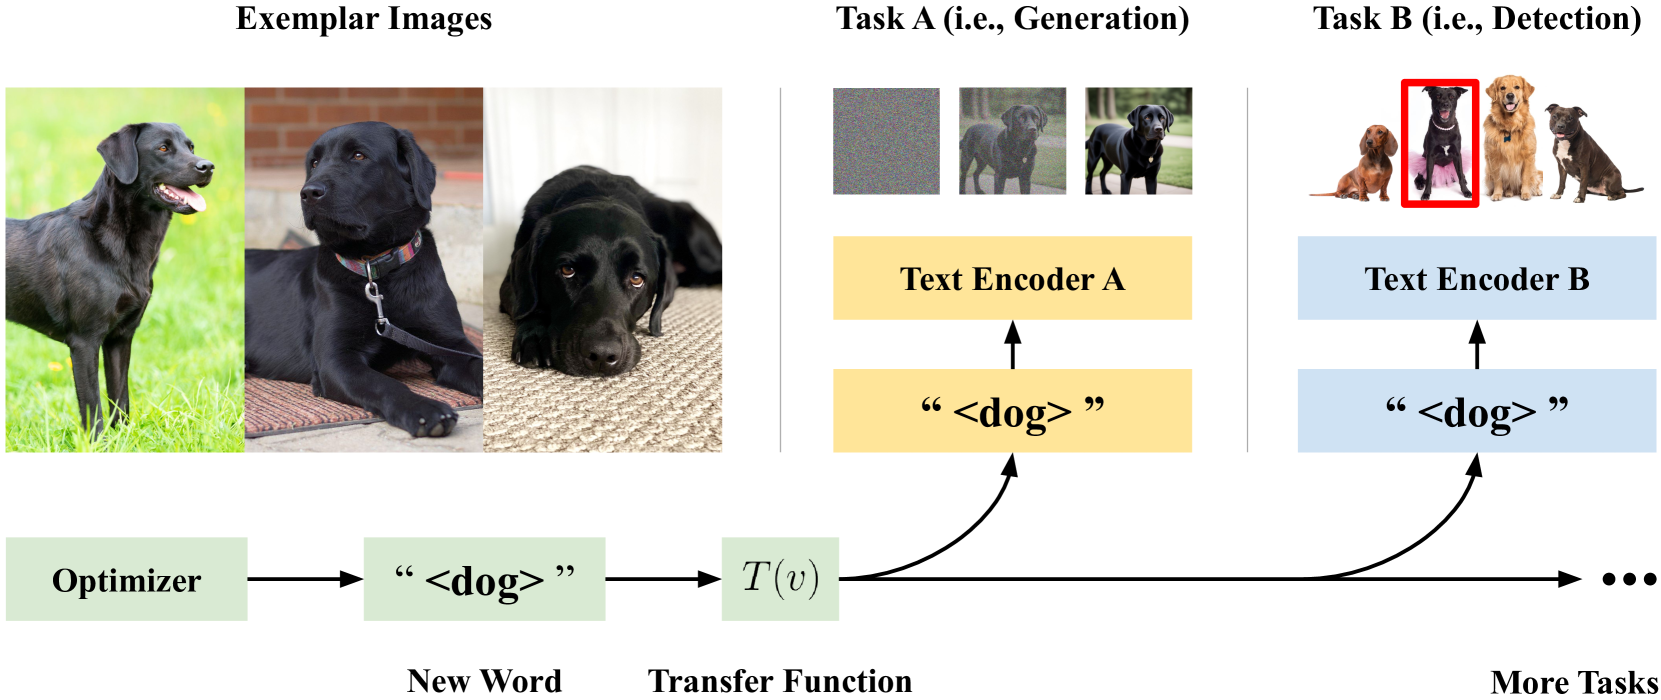 Exemplar Images
Task A (i.e., Generation)
Task B (i.e., Detection)
Text Encoder A
Text Encoder B
“ <dog> ”
“ <dog> ”
Optimizer
“ <dog> ”
T(v)
New Word
Transfer Function
More Tasks